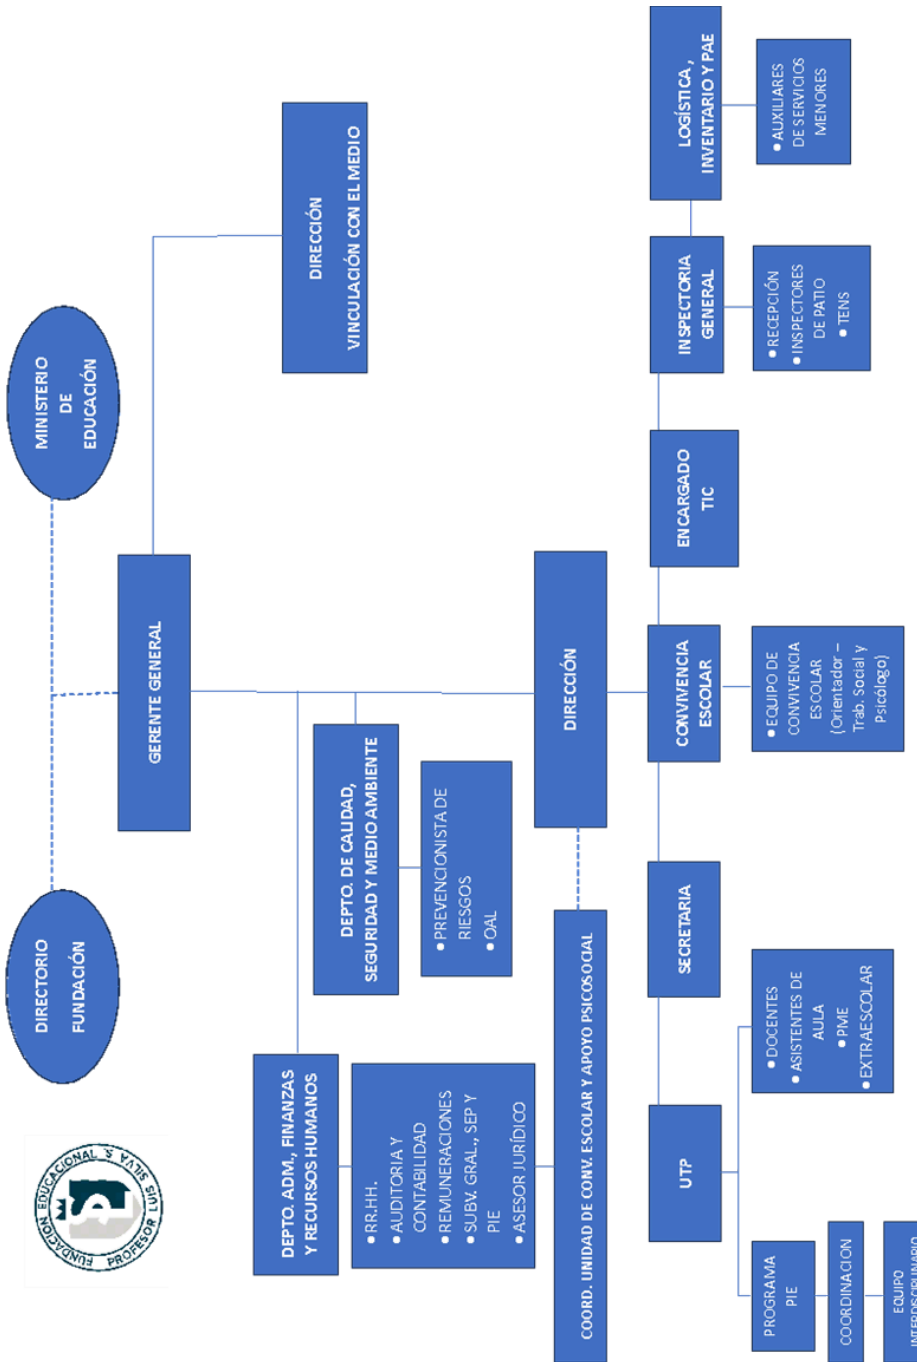 FUNDACIÓN EDUCACIONAL
PROFESOR LUIS SILVA S.
DIRECTORIO
FUNDACIÓN
MINISTERIO
DE
EDUCACIÓN
GERENTE GENERAL
DIRECCIÓN
VINCULACIÓN CON EL MEDIO
DEPTO. ADM., FINANZAS
Y RECURSOS HUMANOS
• RR.HH.
• AUDITORIA Y
CONTABILIDAD
• REMUNERACIONES
• SUBV. GRAL., SEP Y
PIE
• ASESOR JURÍDICO
DEPTO. DE CALIDAD,
SEGURIDAD Y MEDIO AMBIENTE
• PREVENCIONISTA DE
RIESGOS
• OAL
COORD. UNIDAD DE CONV. ESCOLAR Y APOYO PSICOSOCIAL
DIRECCIÓN
UTP
SECRETARIA
CONVIVENCIA
ESCOLAR
ENCARGADO
TIC
INSPECTORIA
GENERAL
LOGÍSTICA ,
INVENTARIO Y PAE
PROGRAMA
PIE
COORDINACION
EQUIPO
INTERDISCIPLINARIO
• DOCENTES
• ASISTENTES DE
AULA
• PME
• EXTRAESCOLAR
• EQUIPO DE
CONVIVENCIA
ESCOLAR
(Orientador –
Trab. Social y
Psicólogo)
• RECEPCIÓN
• INSPECTORES
DE PATIO
• TENS
• AUXILIARES
DE SERVICIOS
MENORES